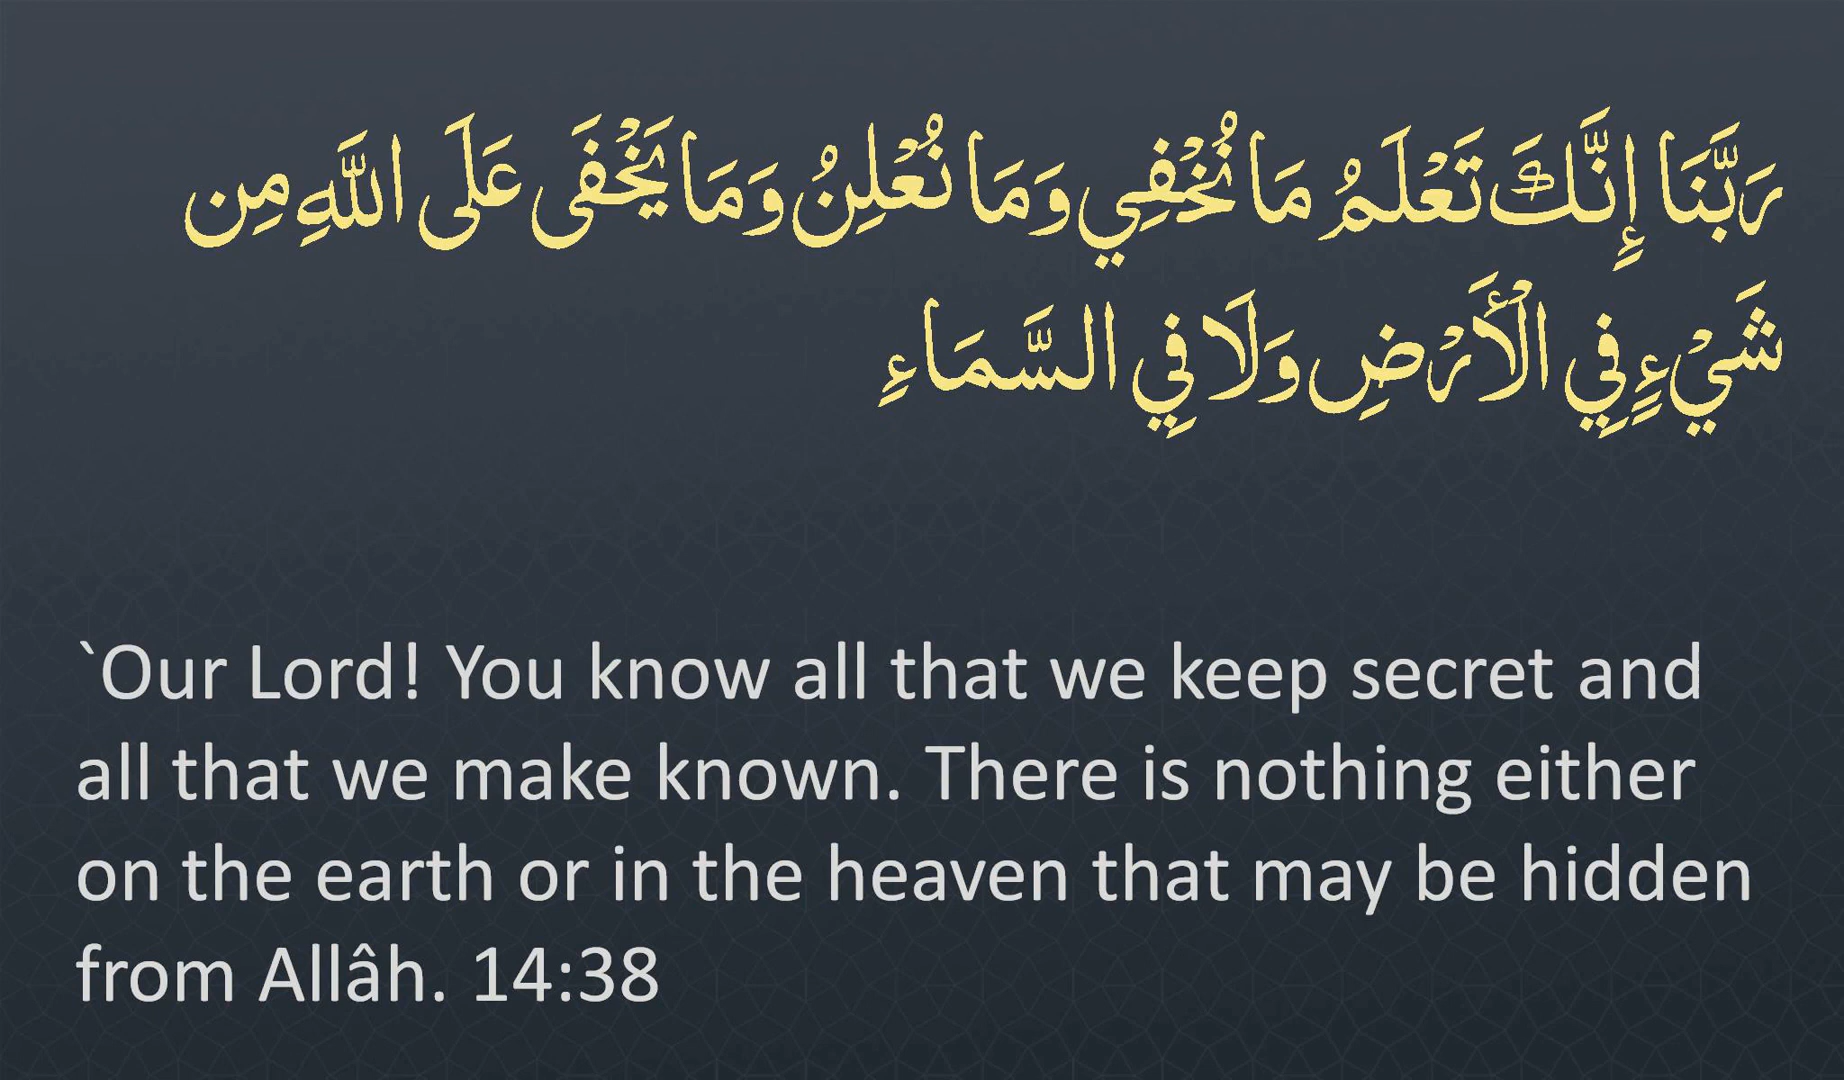 رَبَّنَا إِنَّكَ تَعْلَمُ مَا نُخْفِي وَمَا نُعْلِنُ وَمَا يَخْفَى عَلَى اللَّهِ مِن
شَيْءٍ فِي الْأَرْضِ وَلَا فِي السَّمَاءِ
`Our Lord! You know all that we keep secret and
all that we make known. There is nothing either
on the earth or in the heaven that may be hidden
from Allâh. 14:38